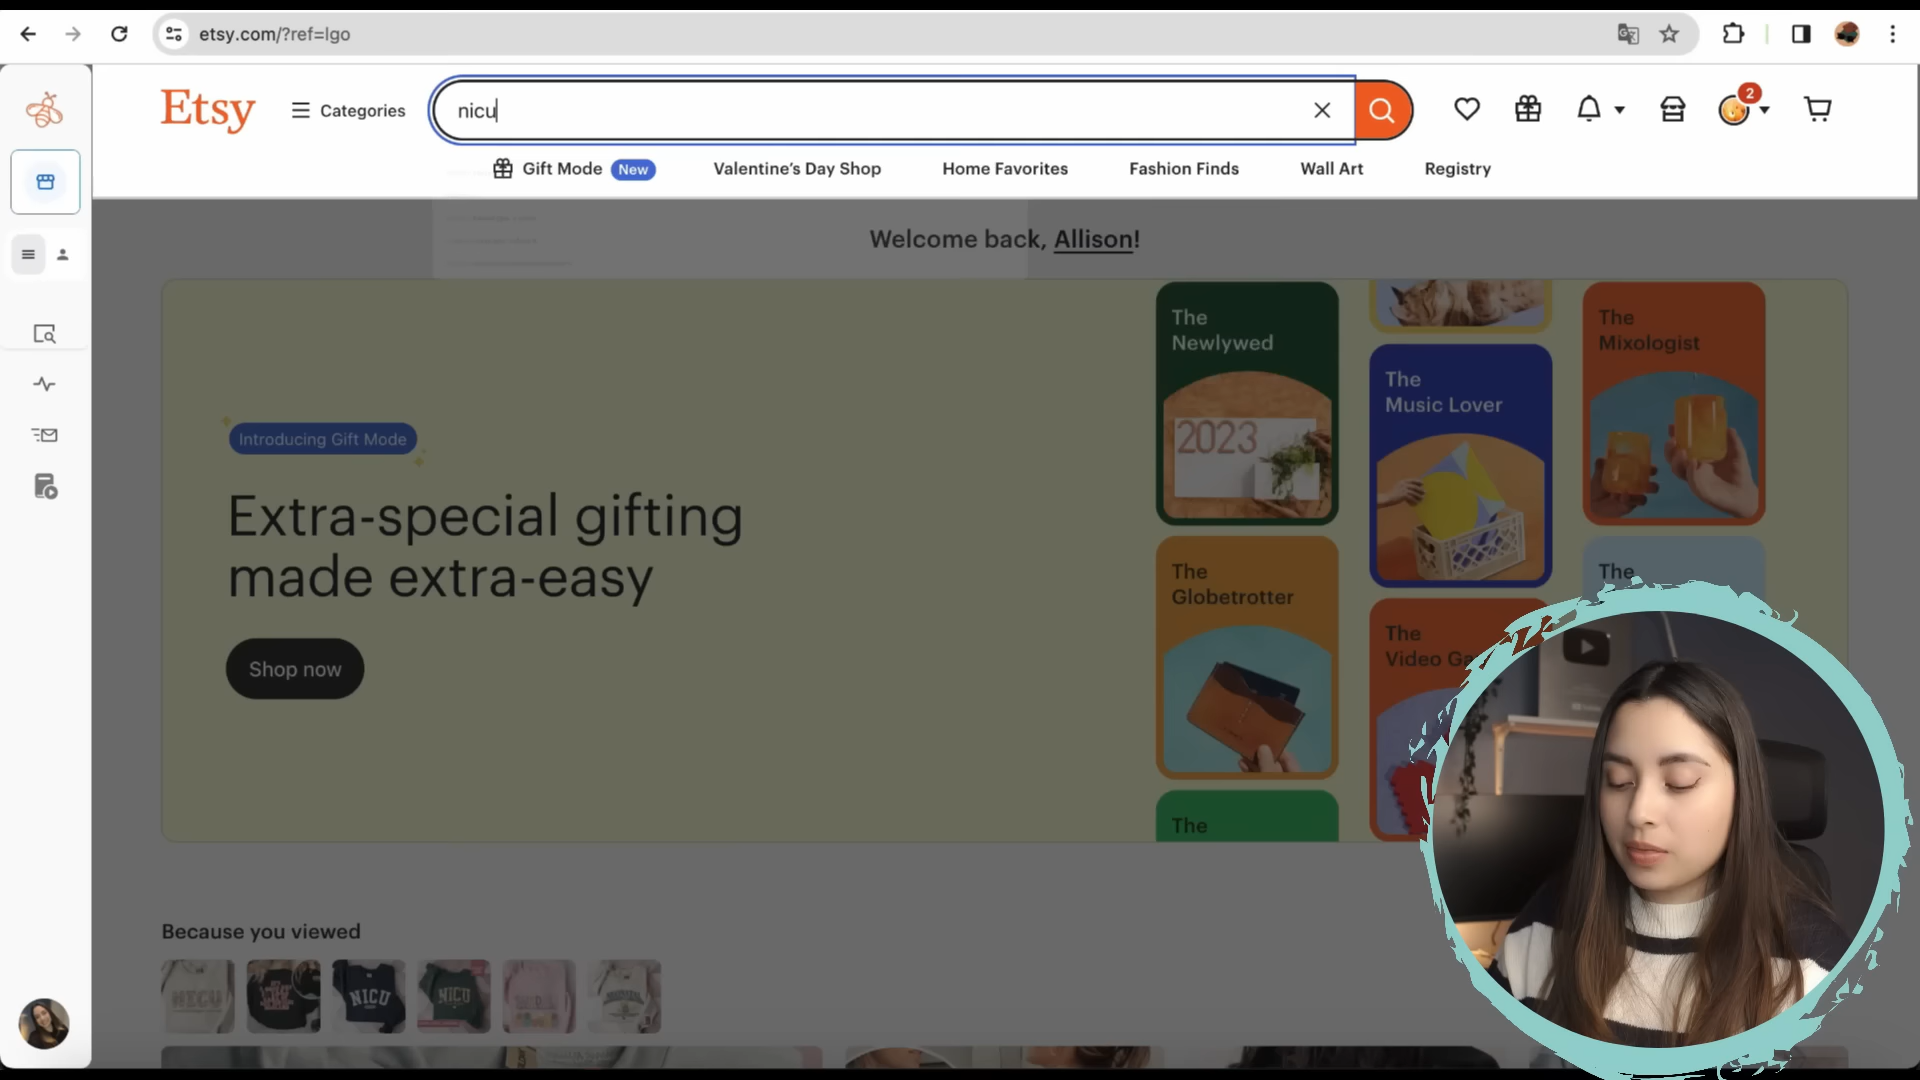 etsy.com/?ref=lgo
Etsy
Categories
nicu
2
Gift Mode New
Valentine's Day Shop
Home Favorites
Fashion Finds
Wall Art
Registry
Welcome back, Allison!
Introducing Gift Mode
Extra-special gifting
made extra-easy
Shop now
The
Newlywed
2023
The
Globetrotter
The
The
Music Lover
The
Video Ga
The
Mixologist
The
Because you viewed
NICU
NICU
NICU